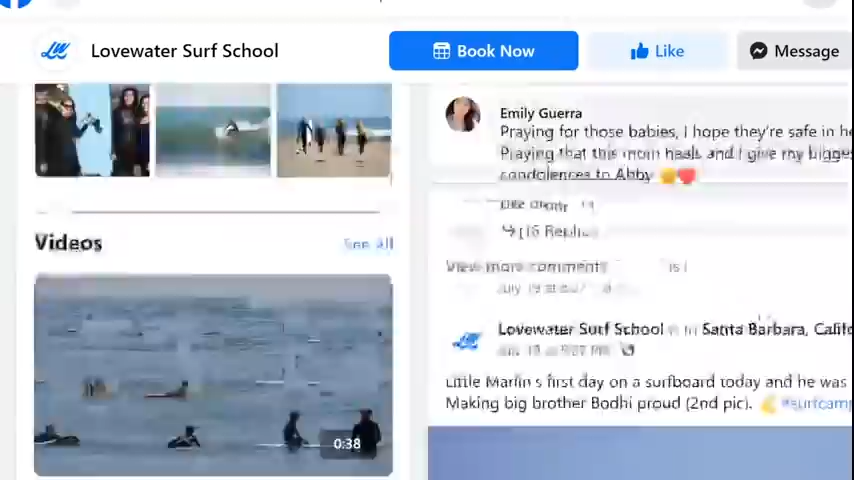 Lovewater Surf School
Book Now
Like
Message
Emily Guerra
Praying for those babies, I hope they're safe in he
Praying that this mom heals and I give my bigges
condolences to Abby
Videos
See All
16 Replies
View more comments
Lovewater Surf School
Santa Barbara, Califo
Little Marlin's first day on a surfboard today and he was
Making big brother Bodhi proud (2nd pic). #surfcamp
0:38